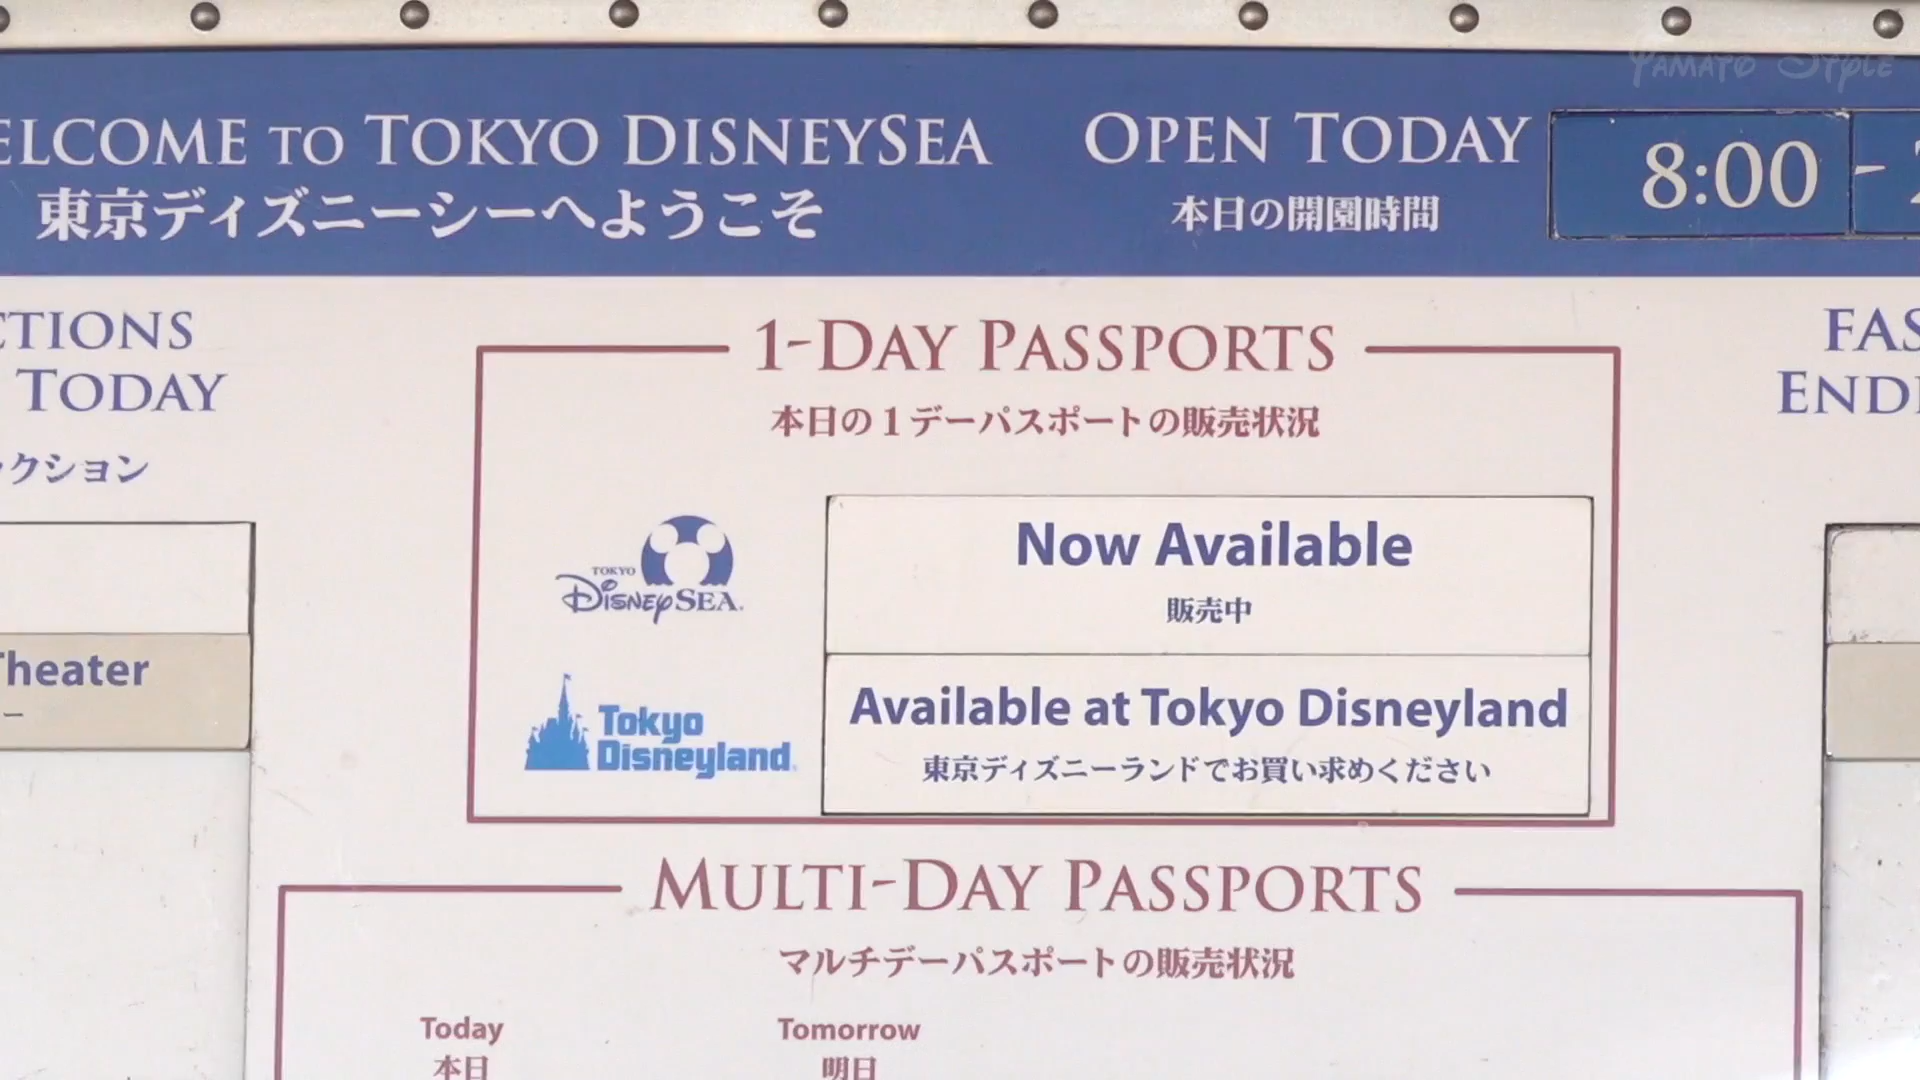 YAMATO STYLE
ELCOME TO TOKYO DISNEYSEA
東京ディズニーシーへようこそ
OPEN TODAY
本日の開園時間
8:00 -
CTIONS
TODAY
クション
Theater
1-DAY PASSPORTS
本日の1デーパスポートの販売状況
TOKYO
DISNEYSEA
Now Available
販売中
Tokyo
Disneyland
Available at Tokyo Disneyland
東京ディズニーランドでお買い求めください
FAS
END
MULTI-DAY PASSPORTS
マルチデーパスポートの販売状況
Today
本日
Tomorrow
明日